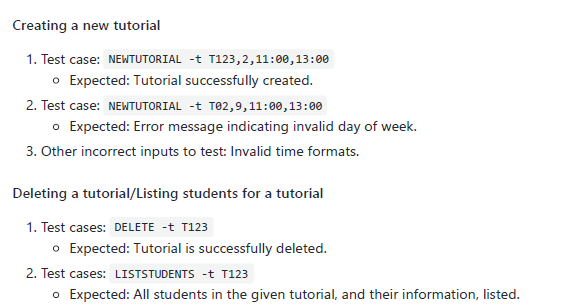 Creating a new tutorial
1. Test case: NEWTUTORIAL -t T123,2,11:00,13:00
○ Expected: Tutorial successfully created.
2. Test case: NEWTUTORIAL -t T02,9,11:00,13:00
○ Expected: Error message indicating invalid day of week.
3. Other incorrect inputs to test: Invalid time formats.
Deleting a tutorial/Listing students for a tutorial
1. Test cases: DELETE -t T123
○ Expected: Tutorial is successfully deleted.
2. Test cases: LISTSTUDENTS -t T123
○ Expected: All students in the given tutorial, and their information, listed.